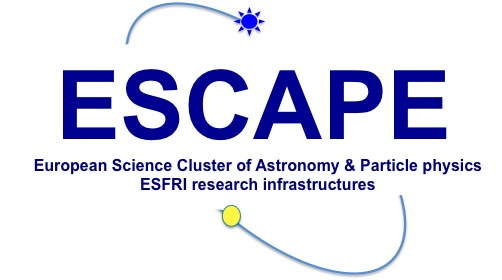 ESCAPE
European Science Cluster of Astronomy & Particle physics
ESFRI research infrastructures